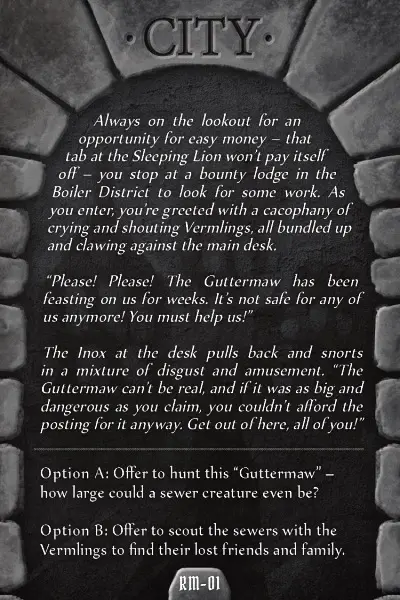 · CITY ·
Always on the lookout for an
opportunity for easy money – that
tab at the Sleeping Lion won't pay itself
off – you stop at a bounty lodge in the
Boiler District to look for some work. As
you enter, you're greeted with a cacophany of
crying and shouting Vermlings, all bundled up
and clawing against the main desk.
"Please! Please! The Guttermaw has been
feasting on us for weeks. It's not safe for any of
us anymore! You must help us!"
The Inox at the desk pulls back and snorts
in a mixture of disgust and amusement. "The
Guttermaw can't be real, and if it was as big and
dangerous as you claim, you couldn't afford the
posting for it anyway. Get out of here, all of you!"
Option A: Offer to hunt this "Guttermaw" –
how large could a sewer creature even be?
Option B: Offer to scout the sewers with the
Vermlings to find their lost friends and family.
RM-01